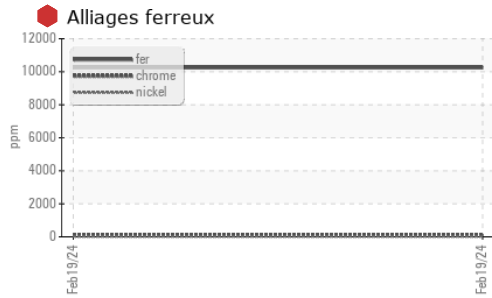 Alliages ferreux
12000
10000
8000
6000
4000
2000
0
ppm
fer
chrome
nickel
Feb19/24
Feb19/24